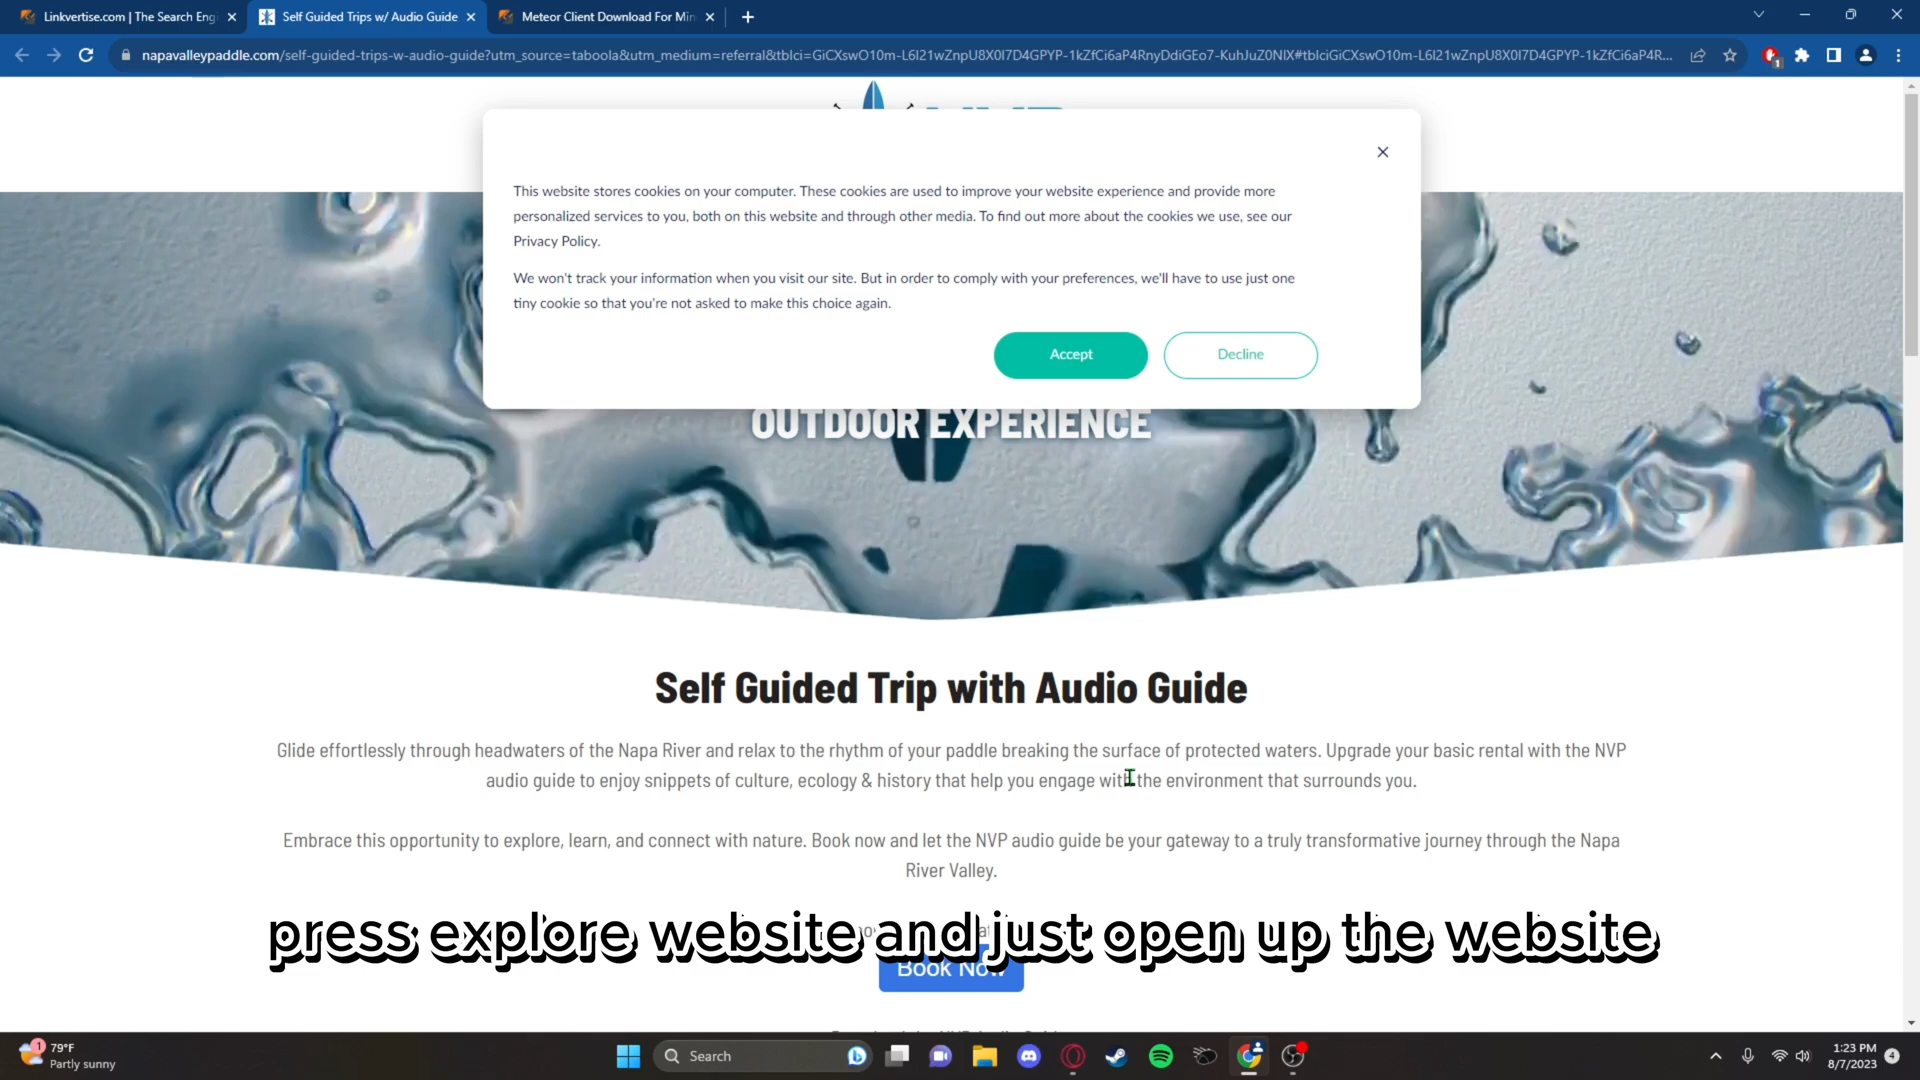 Linkvertise.com | The Search Eng
Self Guided Trips w/ Audio Guide
Meteor Client Download For Min
napavalleypaddle.com/self-guided-trips-w-audio-guide?utm_source=taboola&utm_medium=referral&tblci=GiCXswO10m-L6I21wZnpU8X0I7D4GPYP-1kZfCi6aP4RnyDdiGEo7-KuhJuZ0NIX#tblciGiCXswO10m-L6I21wZnpU8X0I7D4GPYP-1kZfCi6aP4R...
1
This website stores cookies on your computer. These cookies are used to improve your website experience and provide more
personalized services to you, both on this website and through other media. To find out more about the cookies we use, see our
Privacy Policy.
We won't track your information when you visit our site. But in order to comply with your preferences, we'll have to use just one
tiny cookie so that you're not asked to make this choice again.
Accept
Decline
OUTDOOR EXPERIENCE
Self Guided Trip with Audio Guide
Glide effortlessly through headwaters of the Napa River and relax to the rhythm of your paddle breaking the surface of protected waters. Upgrade your basic rental with the NVP
audio guide to enjoy snippets of culture, ecology & history that help you engage with the environment that surrounds you.
Embrace this opportunity to explore, learn, and connect with nature. Book now and let the NVP audio guide be your gateway to a truly transformative journey through the Napa
River Valley.
press explore website and just open up the website
Book Now
1
79°F
Partly sunny
Search
1:23 PM
8/7/2023
4